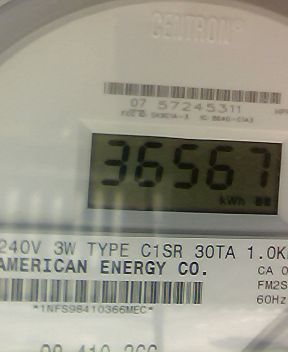 CENTRON®
07 57245311
36567
kWh
240V 3W TYPE C1SR 30TA 1.0K
AMERICAN ENERGY CO.
CA 0
FM2S
60Hz
*1NFS98410366MEC*